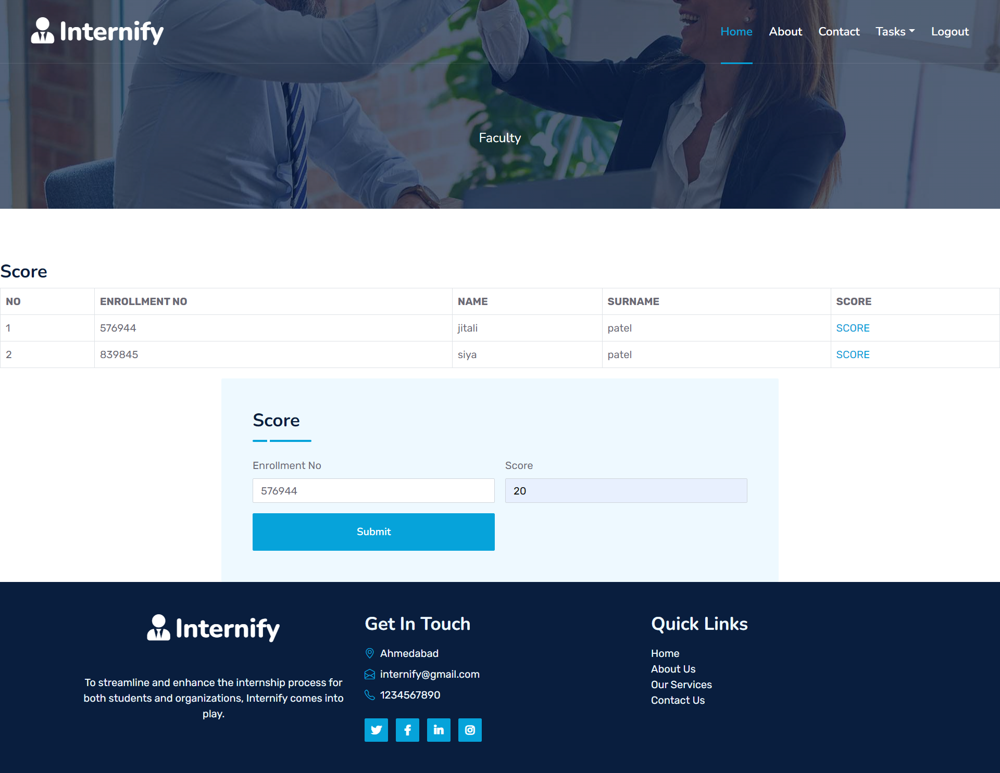 Internify
Home About Contact Tasks Logout
Faculty
Score
NO ENROLLMENT NO NAME SURNAME SCORE
1 576944 jitali patel SCORE
2 839845 siya patel SCORE
Score
Enrollment No Score
576944 20
Submit
Internify
To streamline and enhance the internship process for
both students and organizations, Internify comes into
play.
Get In Touch
Ahmedabad
internify@gmail.com
1234567890
Quick Links
Home
About Us
Our Services
Contact Us